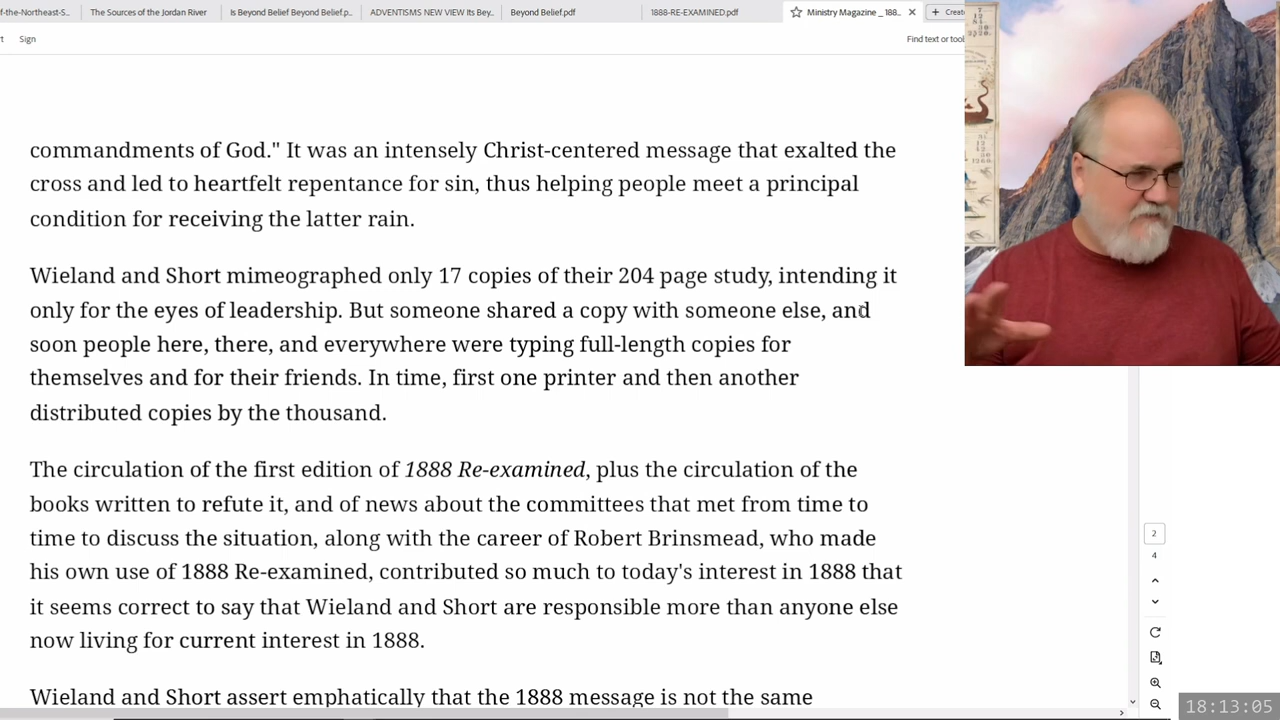 f-the-Northeast-S...
The Sources of the Jordan River
Is Beyond Belief Beyond Belief.p...
ADVENTISMS NEW VIEW Its Bey...
Beyond Belief.pdf
1888-RE-EXAMINED.pdf
Ministry Magazine _ 188...
Creat
t
Sign
Find text or tool
commandments of God." It was an intensely Christ-centered message that exalted the
cross and led to heartfelt repentance for sin, thus helping people meet a principal
condition for receiving the latter rain.
Wieland and Short mimeographed only 17 copies of their 204 page study, intending it
only for the eyes of leadership. But someone shared a copy with someone else, and
soon people here, there, and everywhere were typing full-length copies for
themselves and for their friends. In time, first one printer and then another
distributed copies by the thousand.
The circulation of the first edition of 1888 Re-examined, plus the circulation of the
books written to refute it, and of news about the committees that met from time to
time to discuss the situation, along with the career of Robert Brinsmead, who made
his own use of 1888 Re-examined, contributed so much to today's interest in 1888 that
it seems correct to say that Wieland and Short are responsible more than anyone else
now living for current interest in 1888.
Wieland and Short assert emphatically that the 1888 message is not the same
2
4
18:13:05